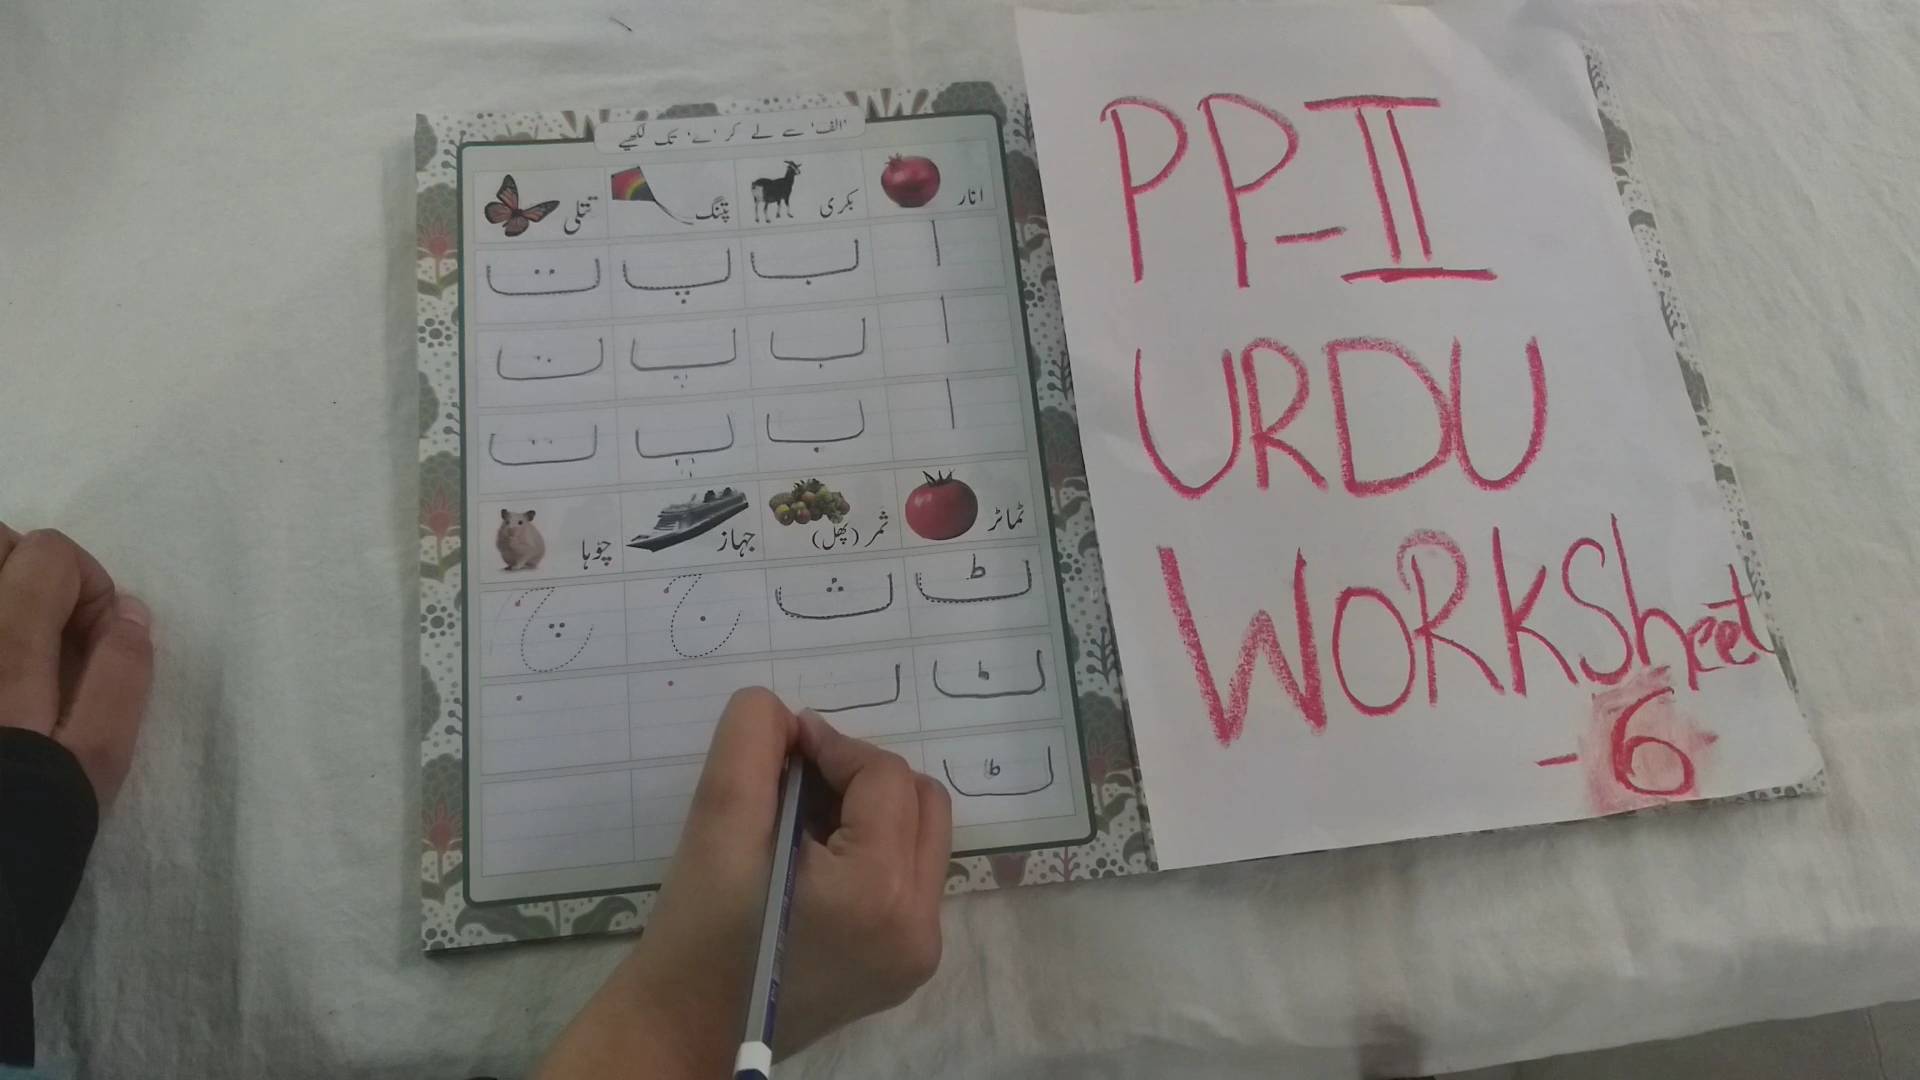 'الف' سے لے کر 'ے' تک لکھیے
انار بکری پتنگ تتلی
ا ب پ ت
ا ب پ ت
ا ب پ ت
ٹماٹر ثمر (پھل) جہاز چوہا
ٹ ث ج چ
ٹ
ٹ
PP-II
URDU
WORKSheet
-6-